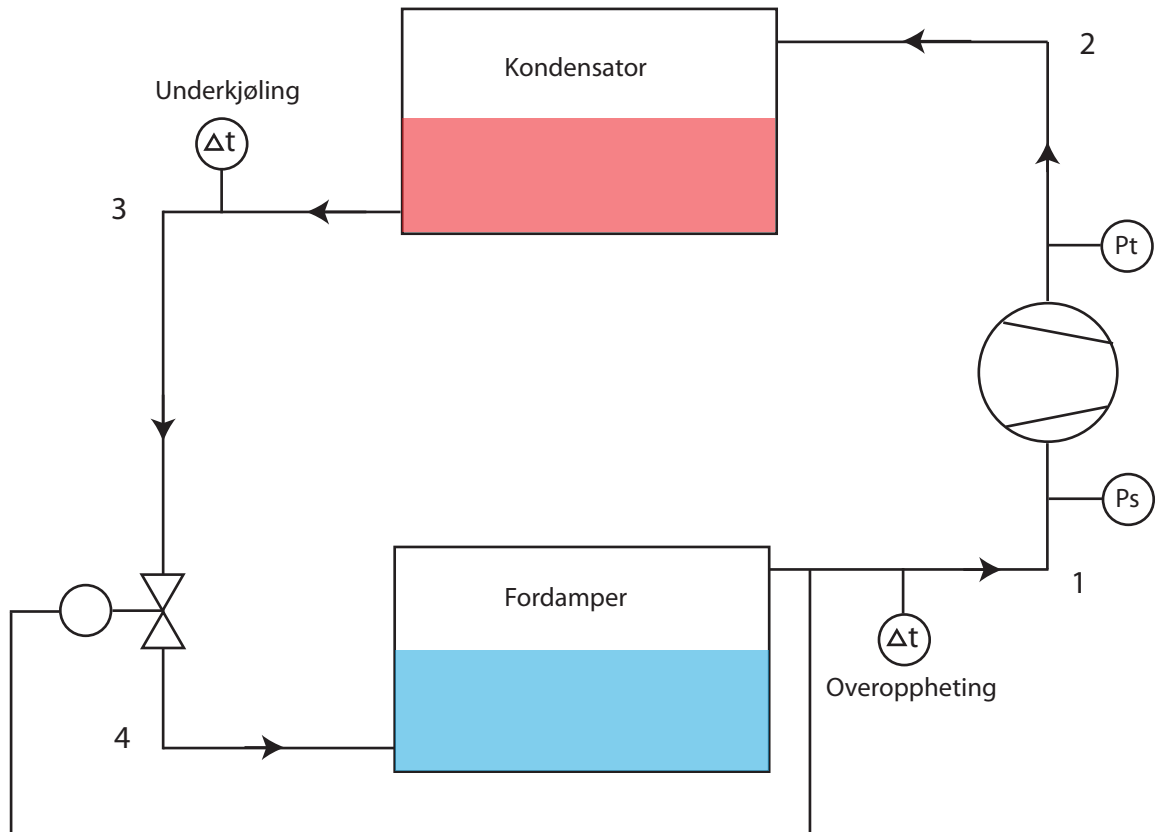 Kondensator
2
Underkjøling
Δt
3
Pt
Ps
Fordamper
1
Δt
Overoppheting
4